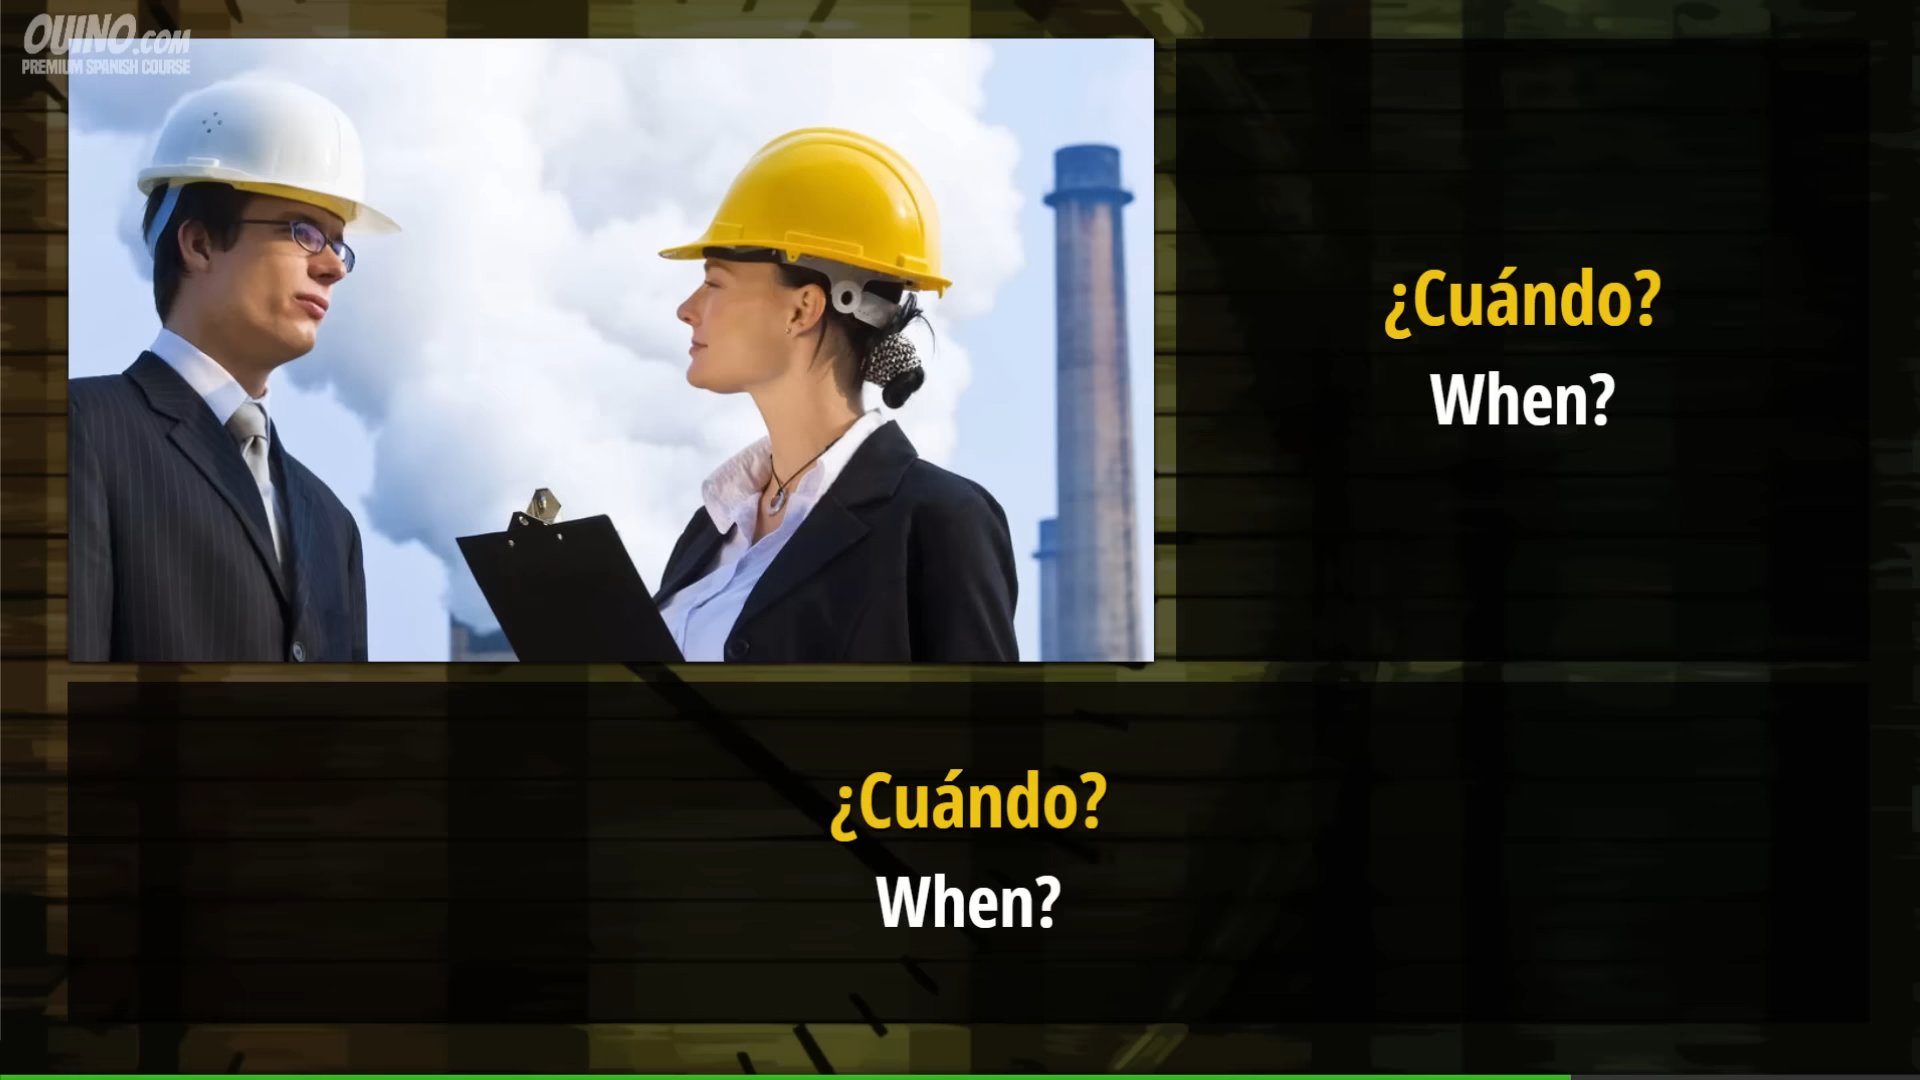 OUINO.COM
PREMIUM SPANISH COURSE
¿Cuándo?
When?
¿Cuándo?
When?